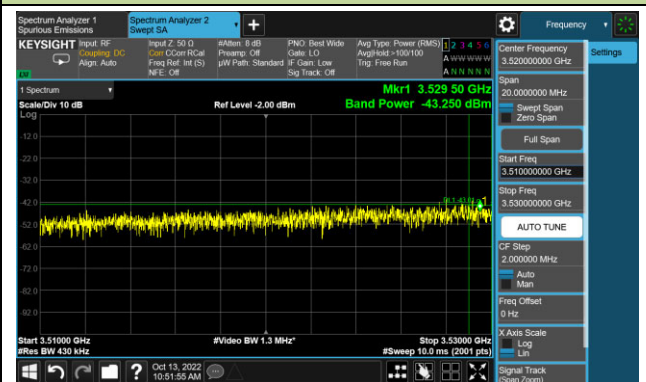 Spectrum Analyzer 1
Spurious Emissions
Spectrum Analyzer 2
Swept SA
Frequency
KEYSIGHT
Input: RF
Coupling: DC
Align: Auto
Input Z: 50 Ω
Corr CCorr RCal
Freq Ref: Int (S)
NFE: Off
#Atten: 8 dB
Preamp: Off
µW Path: Standard
PNO: Best Wide
Gate: LO
IF Gain: Low
Sig Track: Off
Avg Type: Power (RMS)
Avg|Hold:>100/100
Trig: Free Run
1 2 3 4 5 6
A W W W W W
A N N N N N
1 Spectrum
Scale/Div 10 dB
Log
Ref Level -2.00 dBm
Mkr1 3.529 50 GHz
Band Power -43.250 dBm
-12.0
-22.0
-32.0
-42.0
-52.0
-62.0
-72.0
-82.0
-92.0
1
Start 3.51000 GHz
#Res BW 430 kHz
#Video BW 1.3 MHz*
Stop 3.53000 GHz
#Sweep 10.0 ms (2001 pts)
Oct 13, 2022
10:51:55 AM
Center Frequency
3.520000000 GHz
Settings
Span
20.0000000 MHz
Swept Span
Zero Span
Full Span
Start Freq
3.510000000 GHz
Stop Freq
3.530000000 GHz
AUTO TUNE
CF Step
2.000000 MHz
Auto
Man
Freq Offset
0 Hz
X Axis Scale
Log
Lin
Signal Track
(Span Zoom)